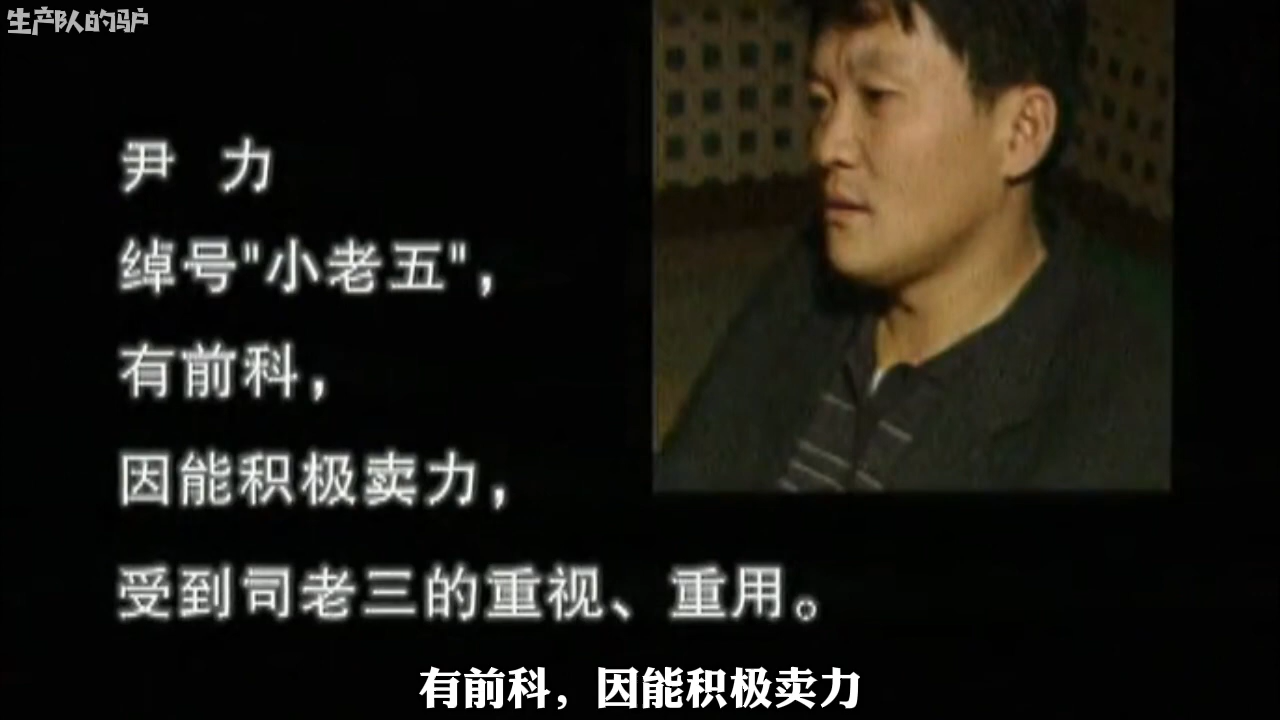 生产队的驴
尹 力
绰号"小老五",
有前科,
因能积极卖力,
受到司老三的重视、重用。
有前科，因能积极卖力